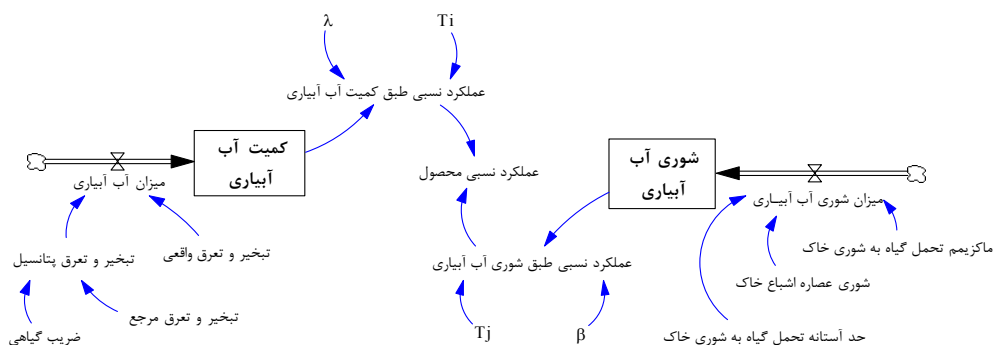 λ
Ti
عملکرد نسبی طبق کمیت آب آبیاری
کمیت آب
آبیاری
میزان آب آبیاری
عملکرد نسبی محصول
شوری آب
آبیاری
میزان شوری آب آبیـاری
تبخیر و تعرق پتانسیل
تبخیر و تعرق واقعی
عملکرد نسبی طبق شوری آب آبیاری
ماکزیمم تحمل گیاه به شوری خاک
شوری عصاره اشباع خاک
تبخیر و تعرق مرجع
ضریب گیاهی
Tj
β
حد آستانه تحمل گیاه به شوری خاک